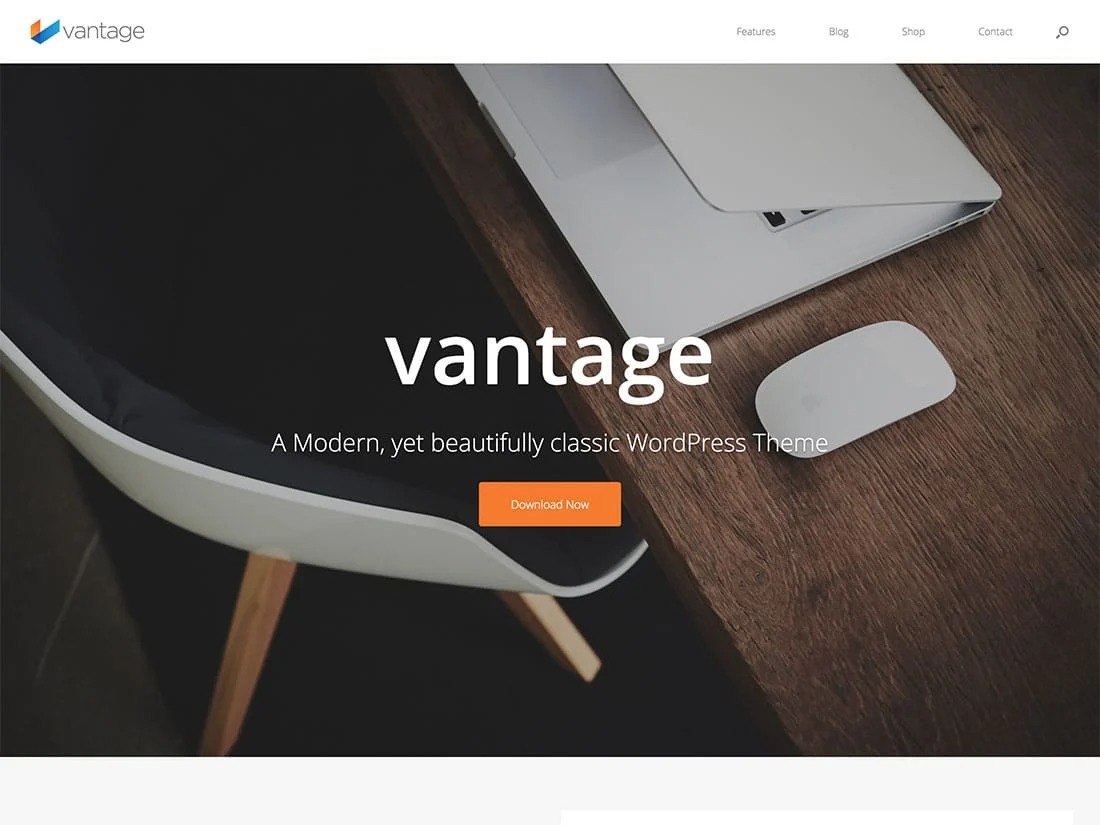 vantage
Features
Blog
Shop
Contact
vantage
A Modern, yet beautifully classic WordPress Theme
Download Now